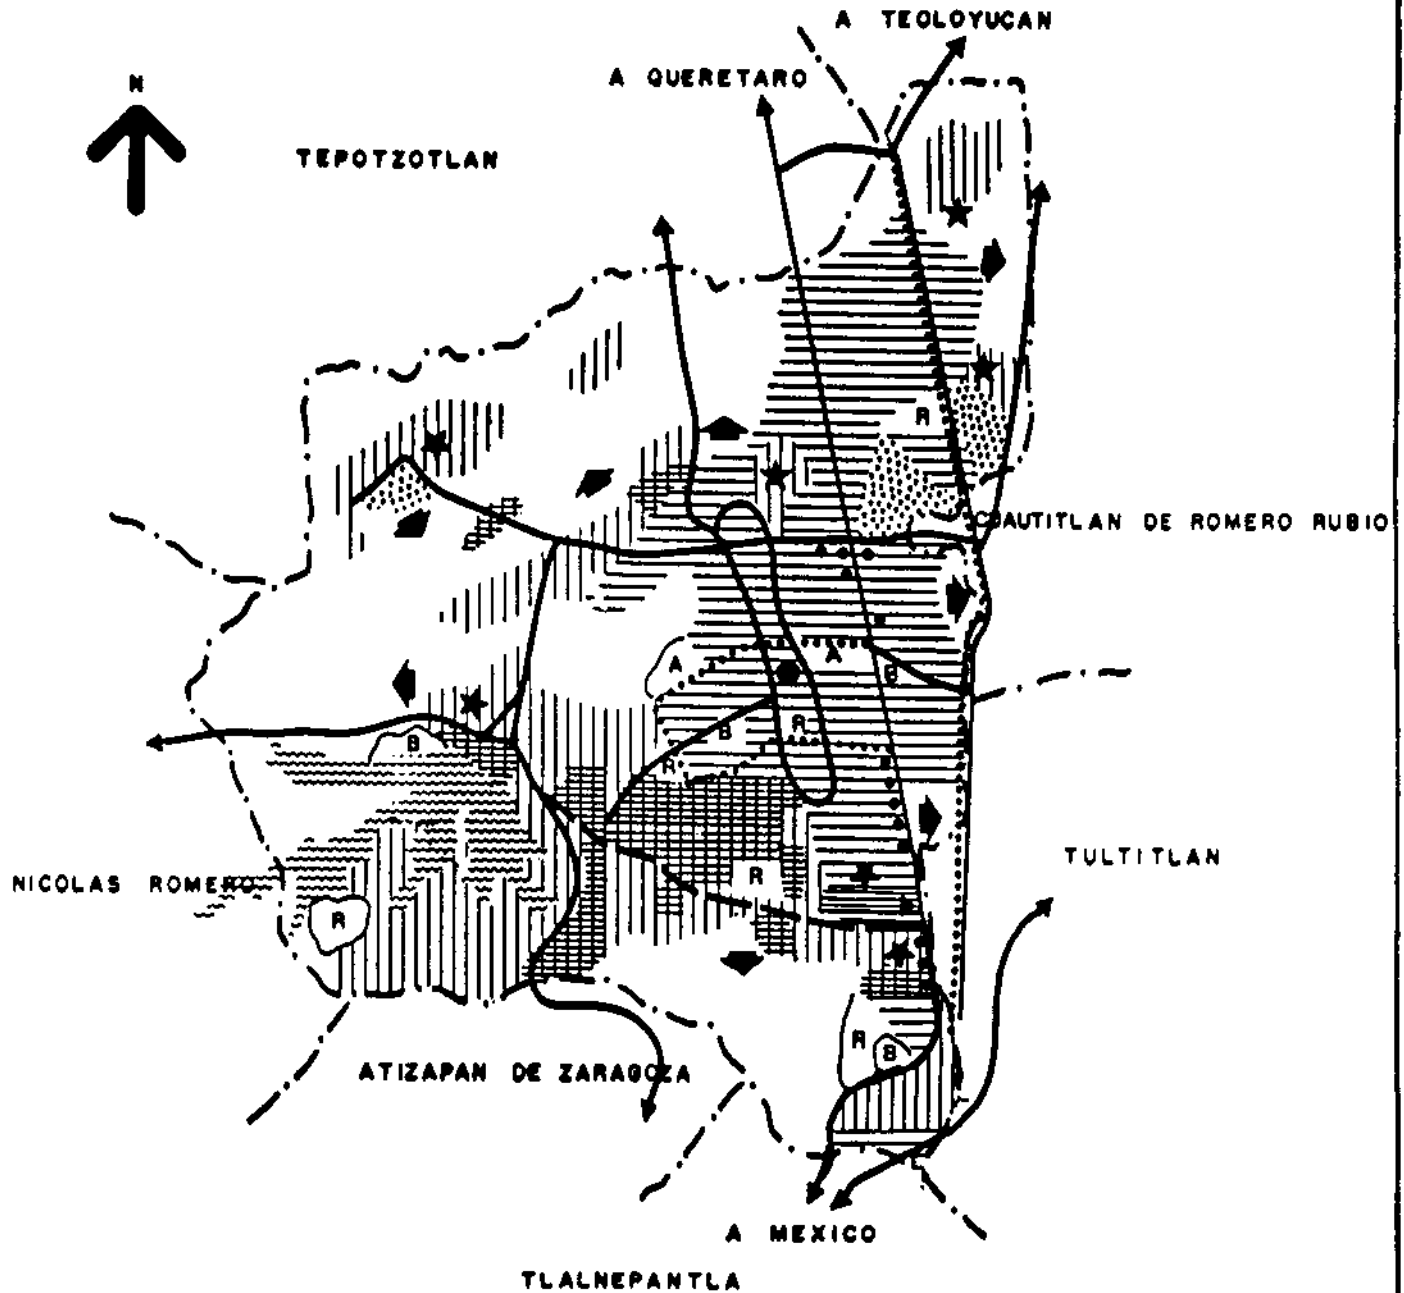 A TEOLOYUCAN
A QUERETARO
N
TEPOTZOTLAN
R
CUAUTITLAN DE ROMERO RUBIO
A
A
B
B
R
B
R
R
TULTITLAN
NICOLAS ROMERO
R
R
B
ATIZAPAN DE ZARAGOZA
A MEXICO
TLALNEPANTLA